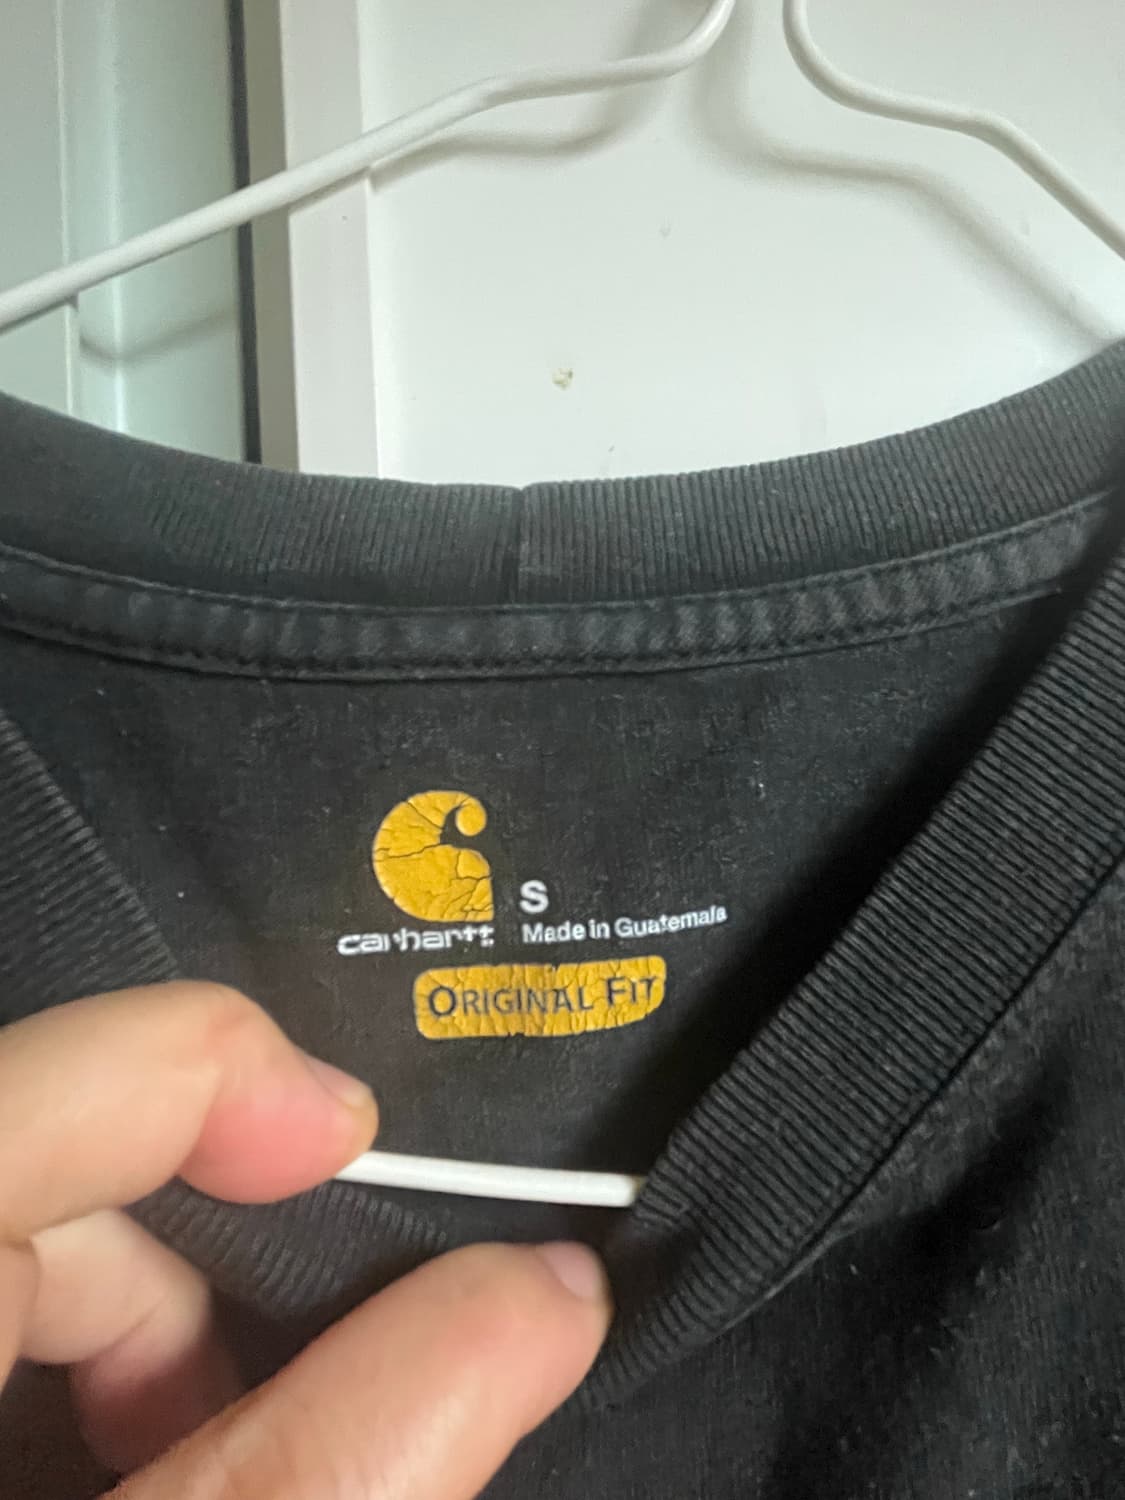 S
carhartt Made in Guatemala
ORIGINAL FIT